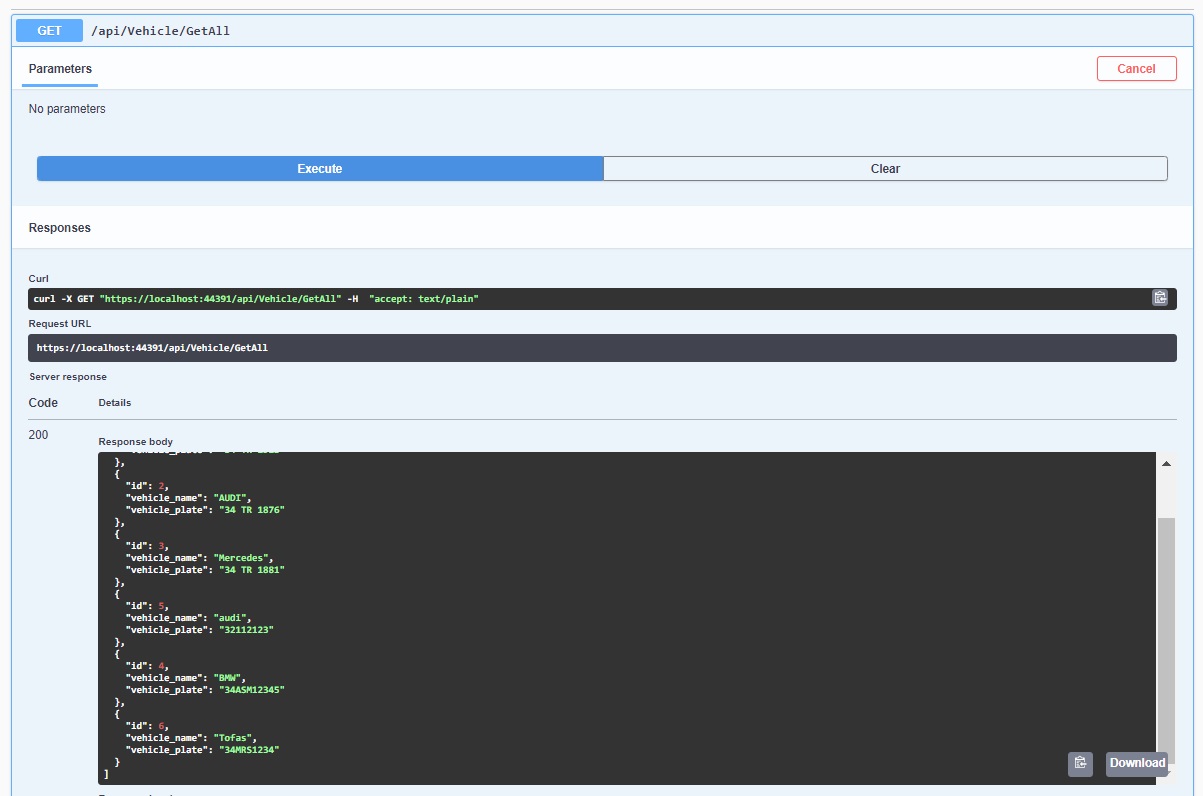 GET /api/Vehicle/GetAll
Parameters
Cancel
No parameters
Execute
Clear
Responses
Curl
curl -X GET "https://localhost:44391/api/Vehicle/GetAll" -H  "accept: text/plain"
Request URL
https://localhost:44391/api/Vehicle/GetAll
Server response
Code Details
200
Response body
},
{
"id": 2,
"vehicle_name": "AUDI",
"vehicle_plate": "34 TR 1876"
},
{
"id": 3,
"vehicle_name": "Mercedes",
"vehicle_plate": "34 TR 1881"
},
{
"id": 5,
"vehicle_name": "audi",
"vehicle_plate": "32112123"
},
{
"id": 4,
"vehicle_name": "BMW",
"vehicle_plate": "34ASM12345"
},
{
"id": 6,
"vehicle_name": "Tofas",
"vehicle_plate": "34MRS1234"
}
]
Download